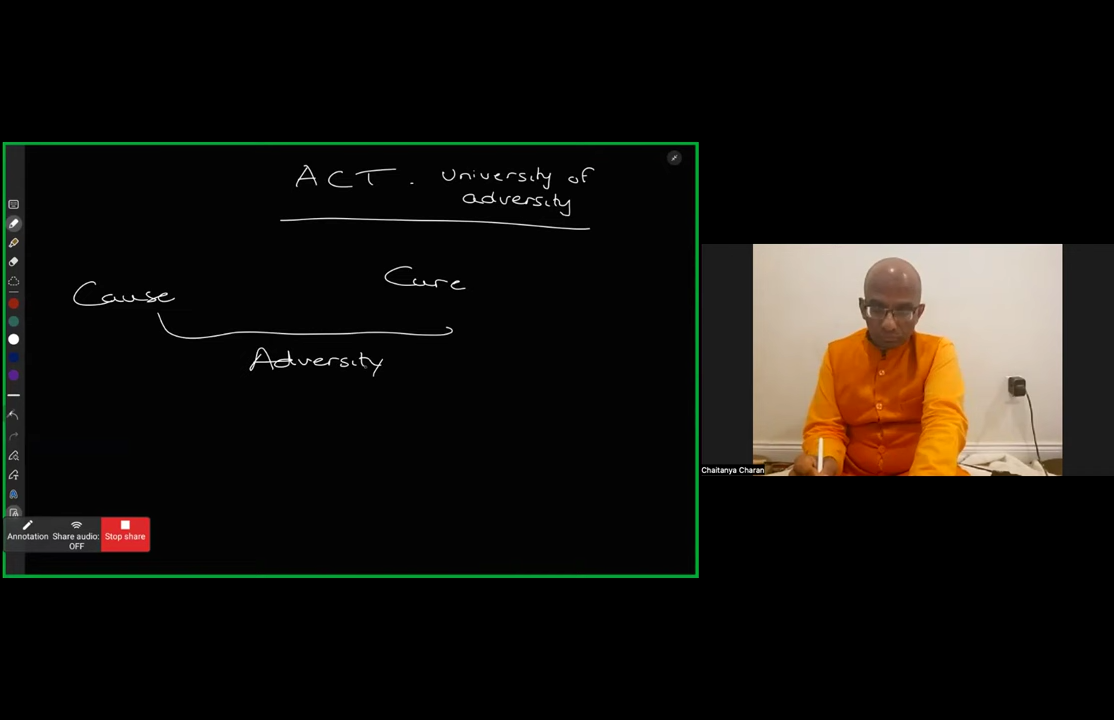 ACT. University of
adversity
Cure
Cause
Adversity
Annotation
Share audio:
OFF
Stop share
Chaitanya Charan